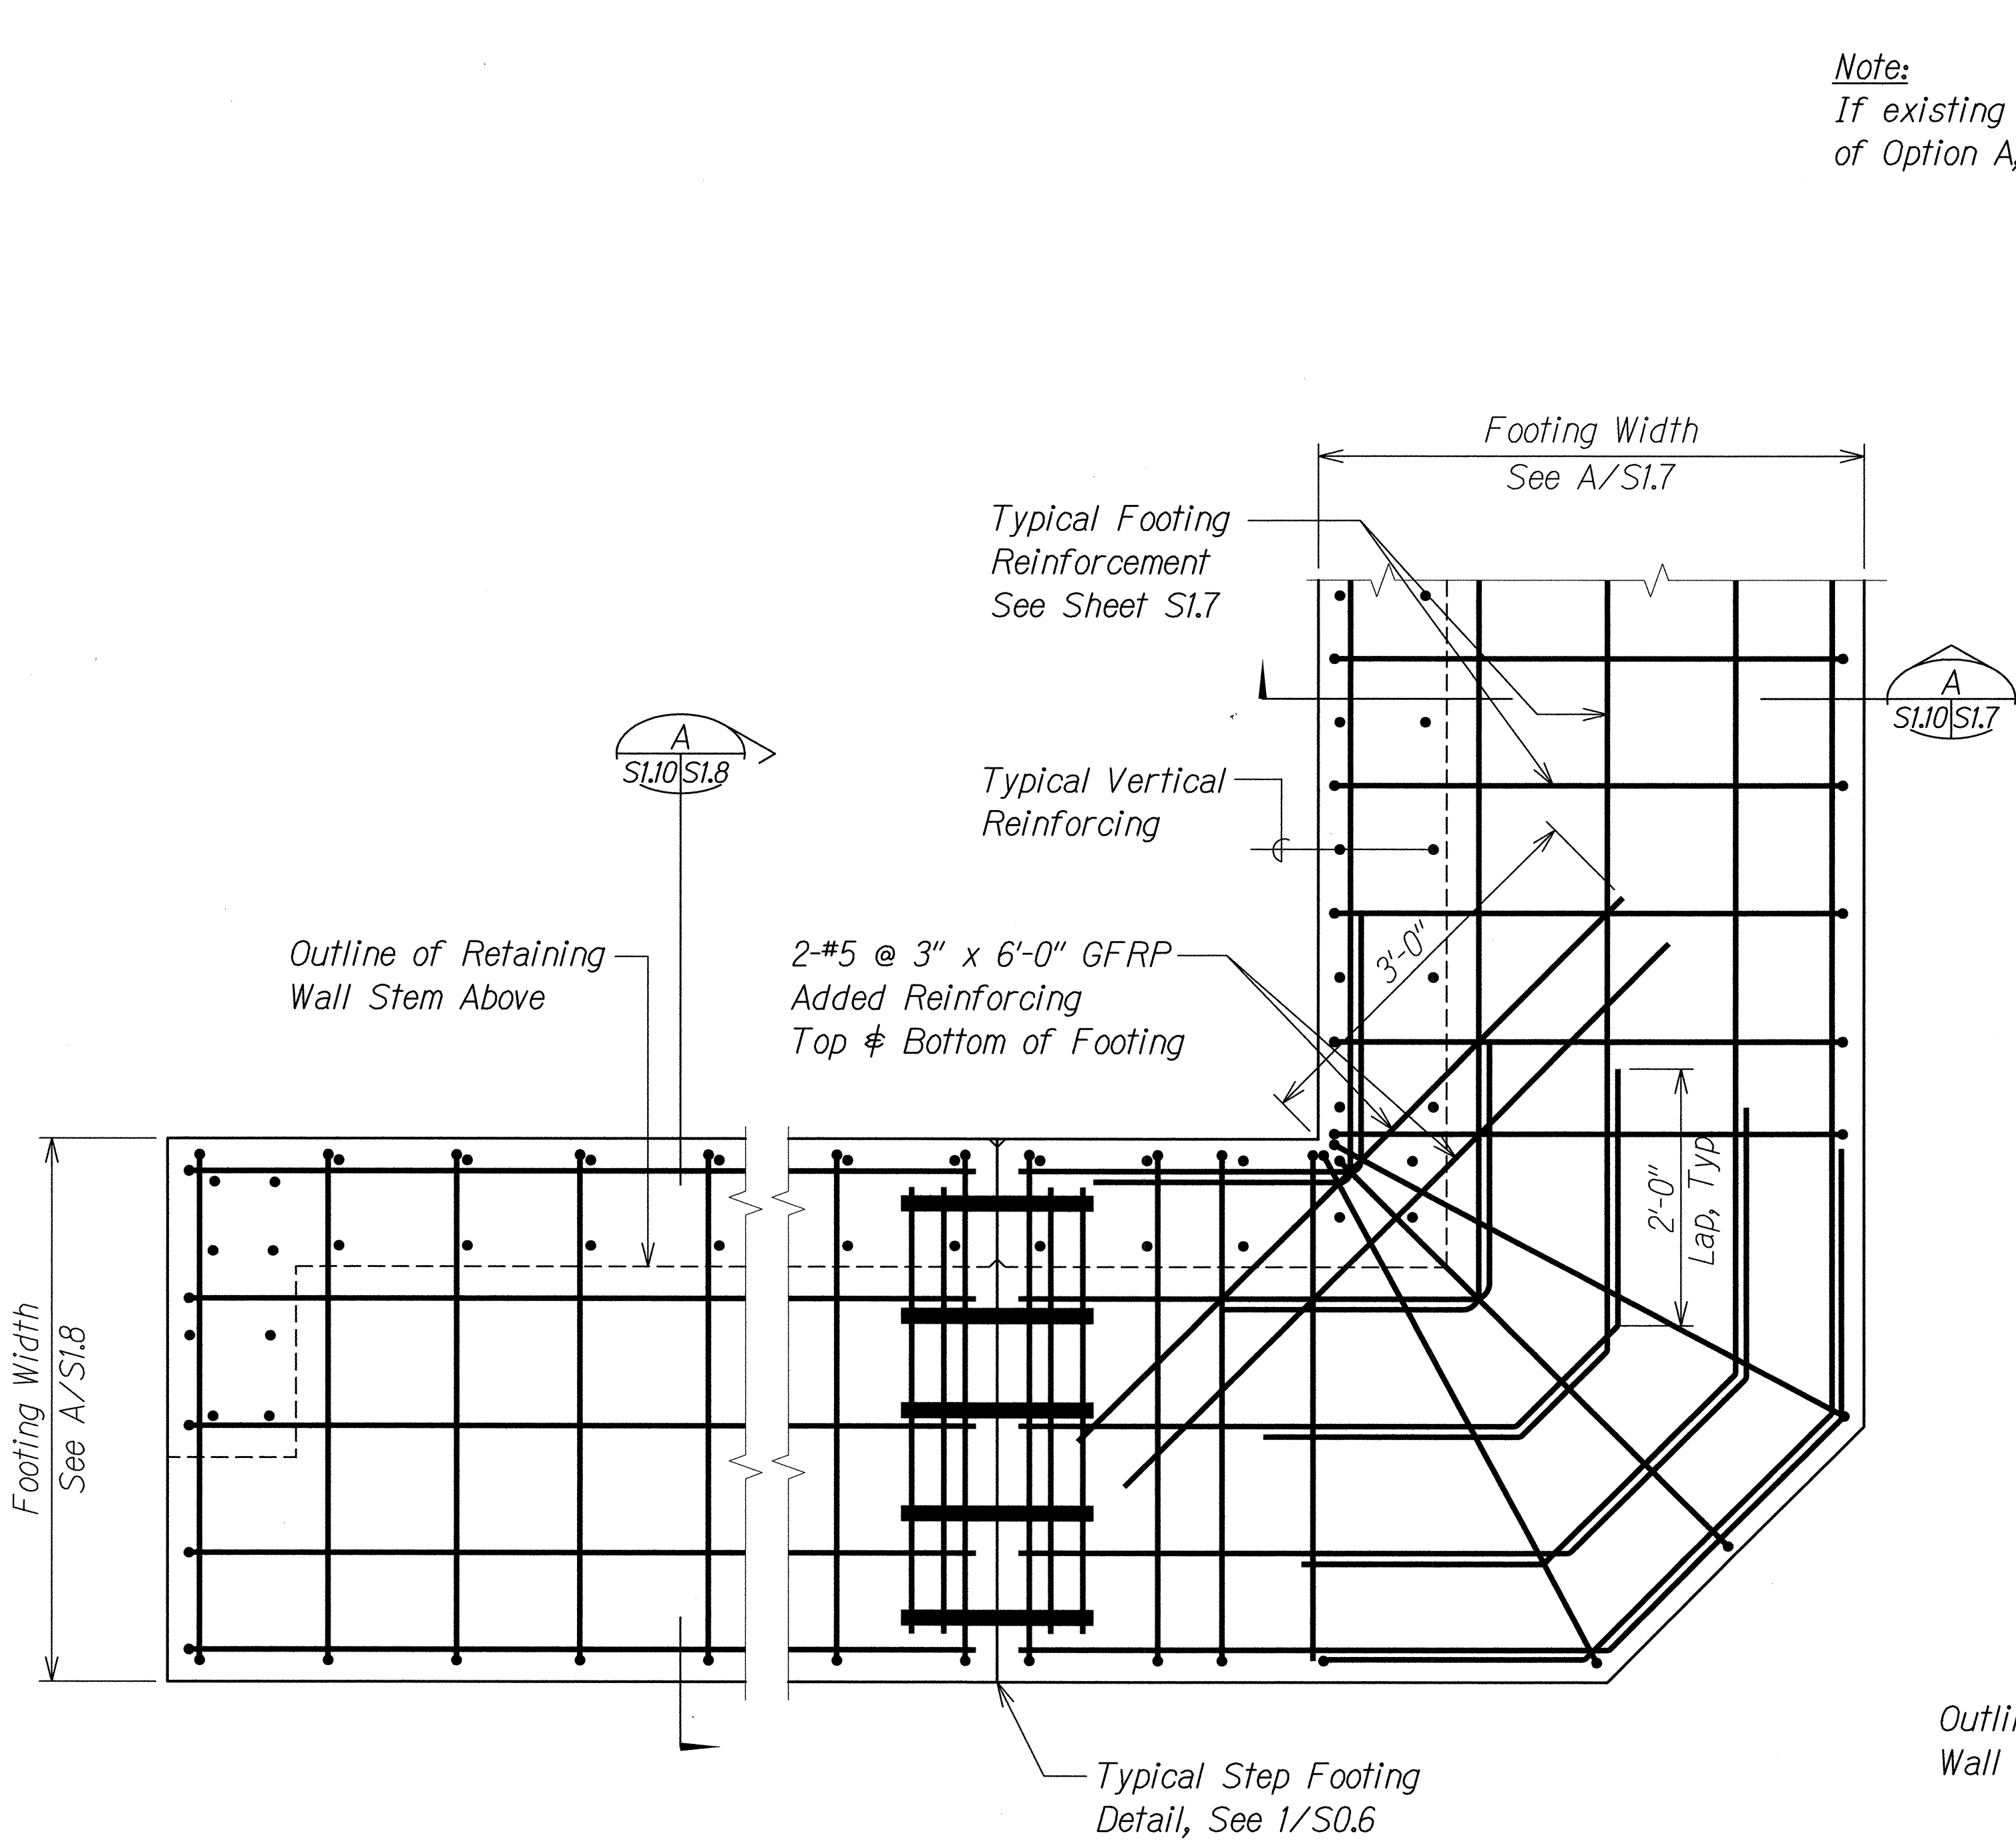 Note:
If existing
of Option A,
Footing Width
See A/S1.7
Typical Footing
Reinforcement
See Sheet S1.7
A
S1.10 S1.7
A
S1.10 S1.8
Typical Vertical
Reinforcing
3'-0"
Outline of Retaining
Wall Stem Above
2-#5 @ 3" x 6'-0" GFRP
Added Reinforcing
Top & Bottom of Footing
2'-0"
Lap, Typ
Footing Width
See A/S1.8
Typical Step Footing
Detail, See 1/S0.6
Wall